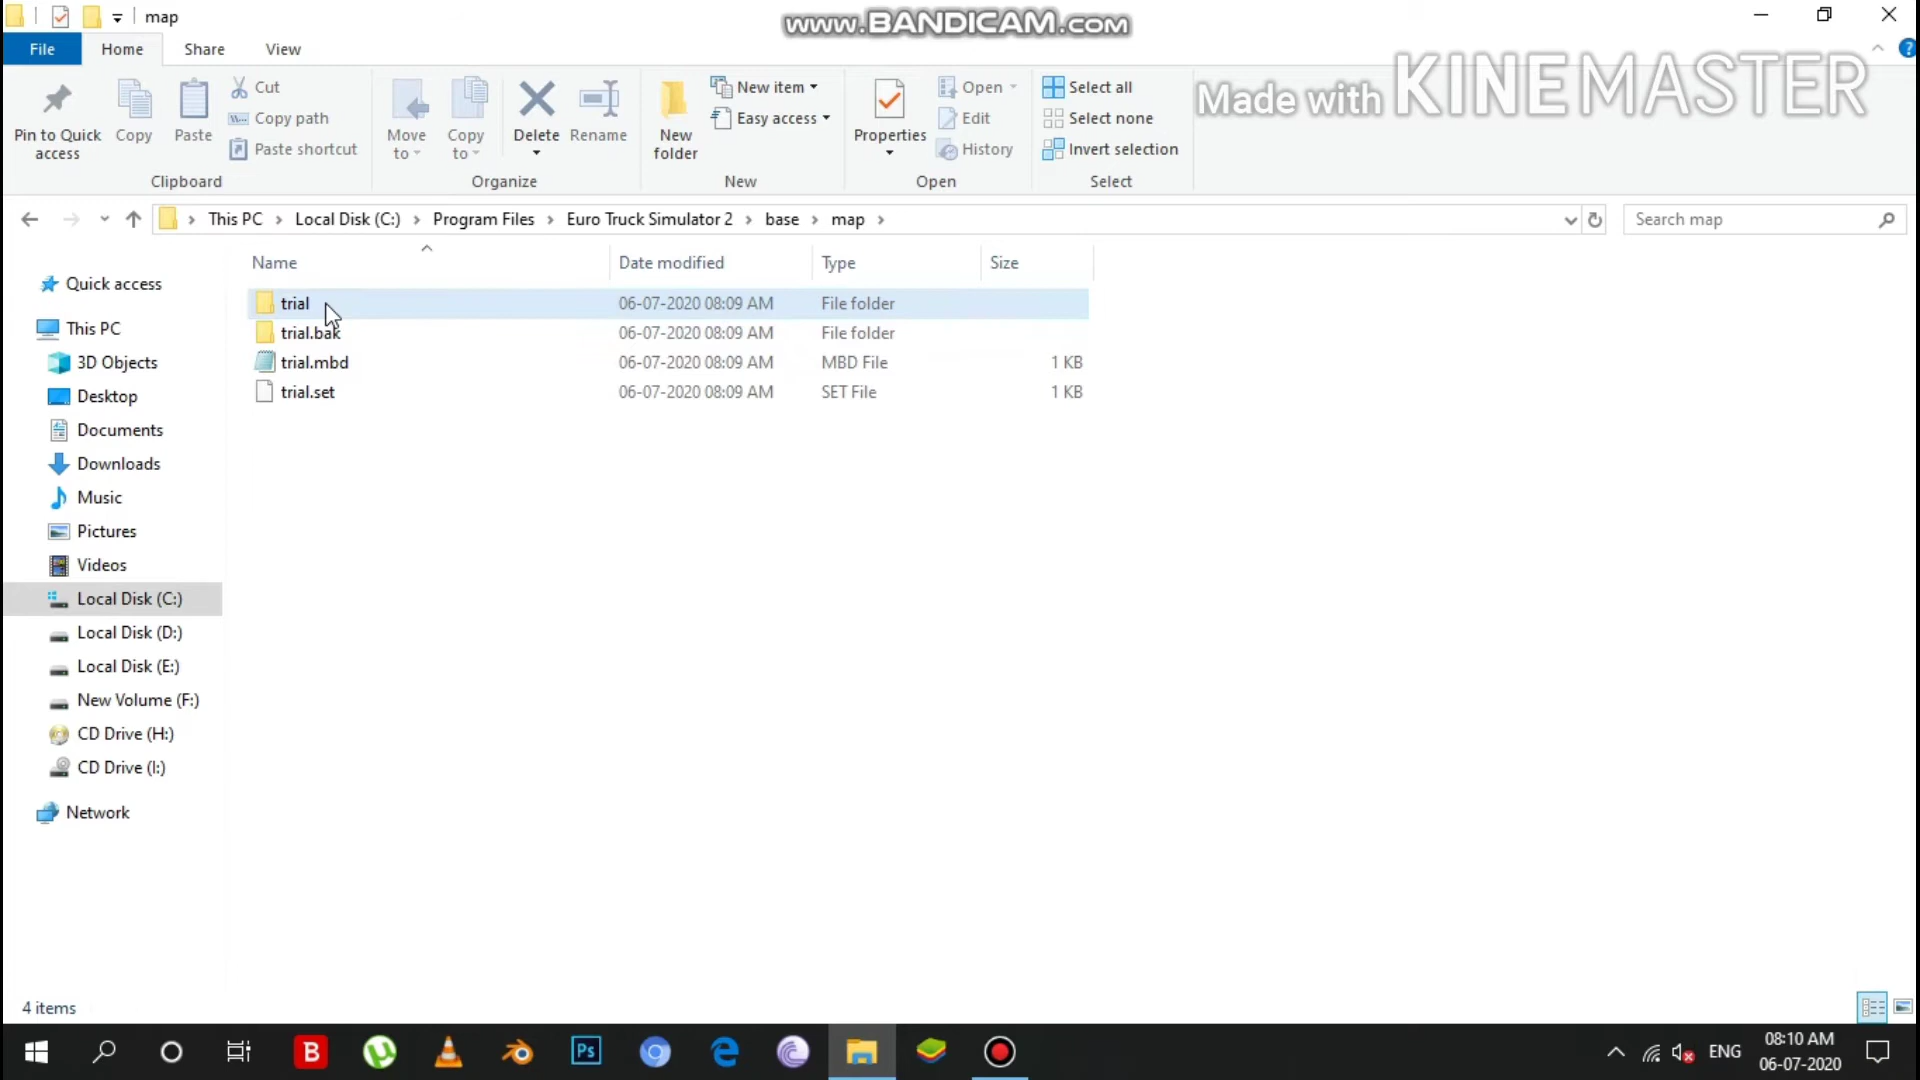 map
www.BANDICAM.com
File
Home
Share
View
Made with KINEMASTER
Pin to Quick access
Copy
Paste
Cut
Copy path
Paste shortcut
Clipboard
Move to
Copy to
Delete
Rename
Organize
New folder
New item
Easy access
New
Properties
Open
Edit
History
Open
Select all
Select none
Invert selection
Select
This PC > Local Disk (C:) > Program Files > Euro Truck Simulator 2 > base > map >
Search map
Name Date modified Type Size
trial 06-07-2020 08:09 AM File folder
trial.bak 06-07-2020 08:09 AM File folder
trial.mbd 06-07-2020 08:09 AM MBD File 1 KB
trial.set 06-07-2020 08:09 AM SET File 1 KB
Quick access
This PC
3D Objects
Desktop
Documents
Downloads
Music
Pictures
Videos
Local Disk (C:)
Local Disk (D:)
Local Disk (E:)
New Volume (F:)
CD Drive (H:)
CD Drive (I:)
Network
4 items
B
Ps
ENG
08:10 AM
06-07-2020